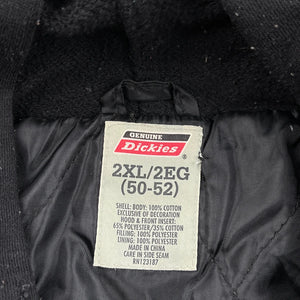 GENUINE
Dickies
2XL/2EG
(50-52)
SHELL: BODY: 100% COTTON
EXCLUSIVE OF DECORATION
HOOD & FRONT INSERT:
65% POLYESTER/35% COTTON
FILLING: 100% POLYESTER
LINING: 100% POLYESTER
MADE IN CHINA
CARE IN SIDE SEAM
RN123187